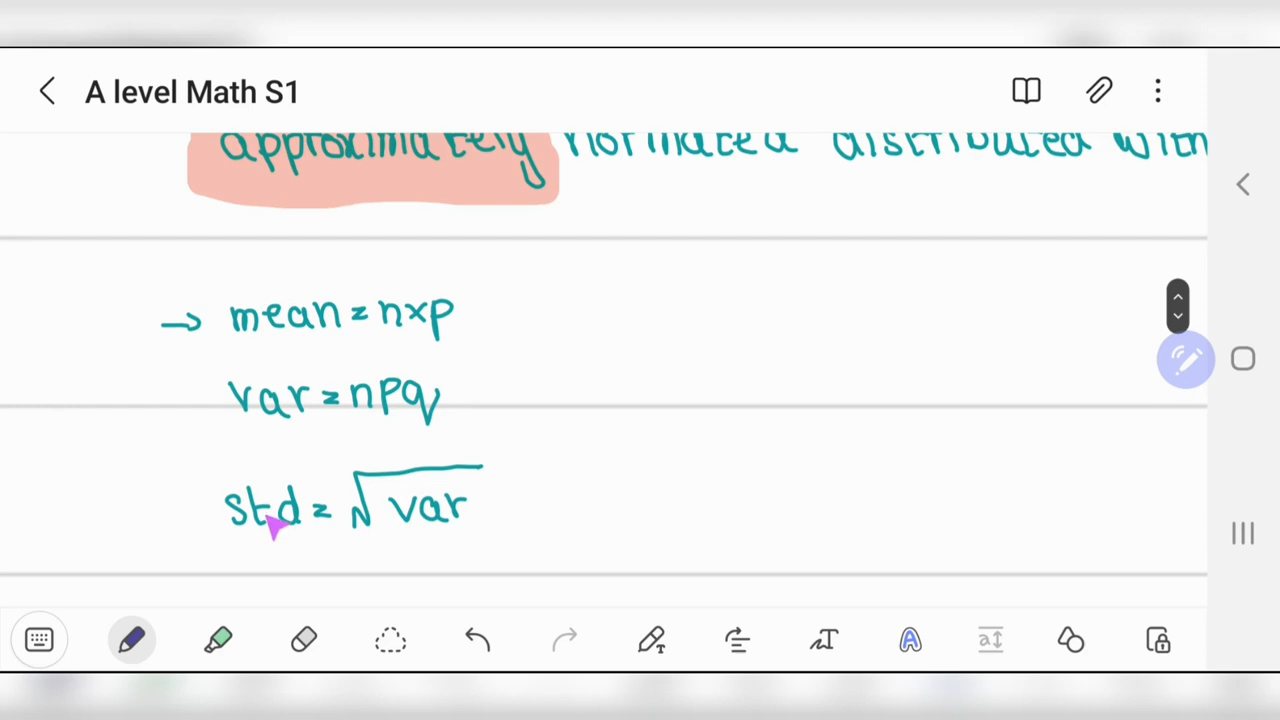 A level Math S1
approximately normated distributed with
→ mean = n×p
var = npq
std = √var